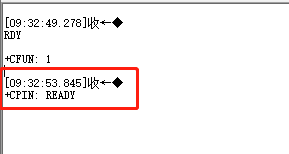 [09:32:49.278]收←◆
RDY
+CFUN: 1
[09:32:53.845]收←◆
+CPIN: READY